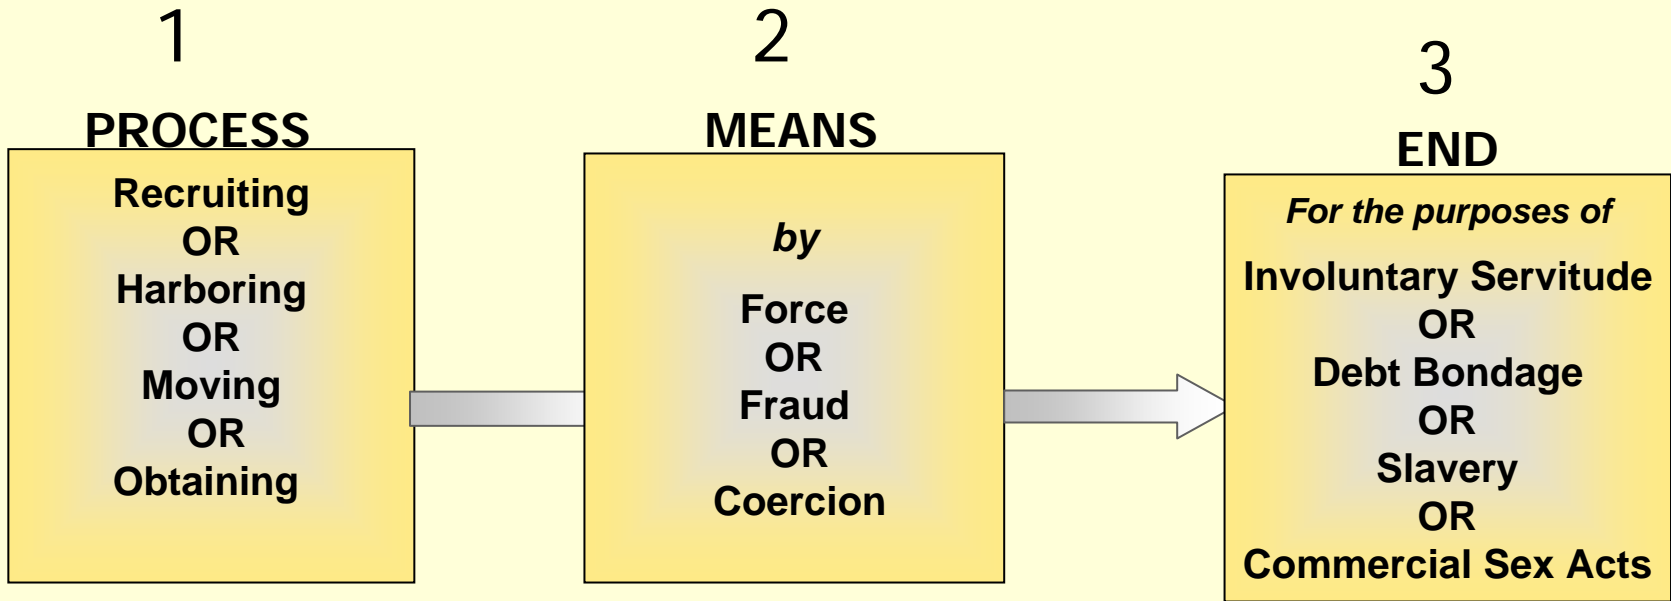 1
PROCESS
Recruiting
OR
Harboring
OR
Moving
OR
Obtaining
2
MEANS
by
Force
OR
Fraud
OR
Coercion
3
END
For the purposes of
Involuntary Servitude
OR
Debt Bondage
OR
Slavery
OR
Commercial Sex Acts